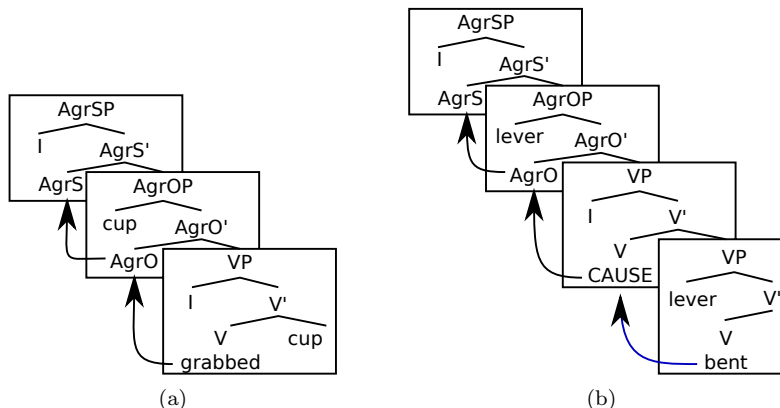 AgrSP
I
AgrS'
AgrS
AgrOP
cup
AgrO'
AgrO
VP
I
V'
V
cup
grabbed
(a)
AgrSP
I
AgrS'
AgrS
AgrOP
lever
AgrO'
AgrO
VP
I
V'
V
CAUSE
VP
lever
V'
V
bent
(b)